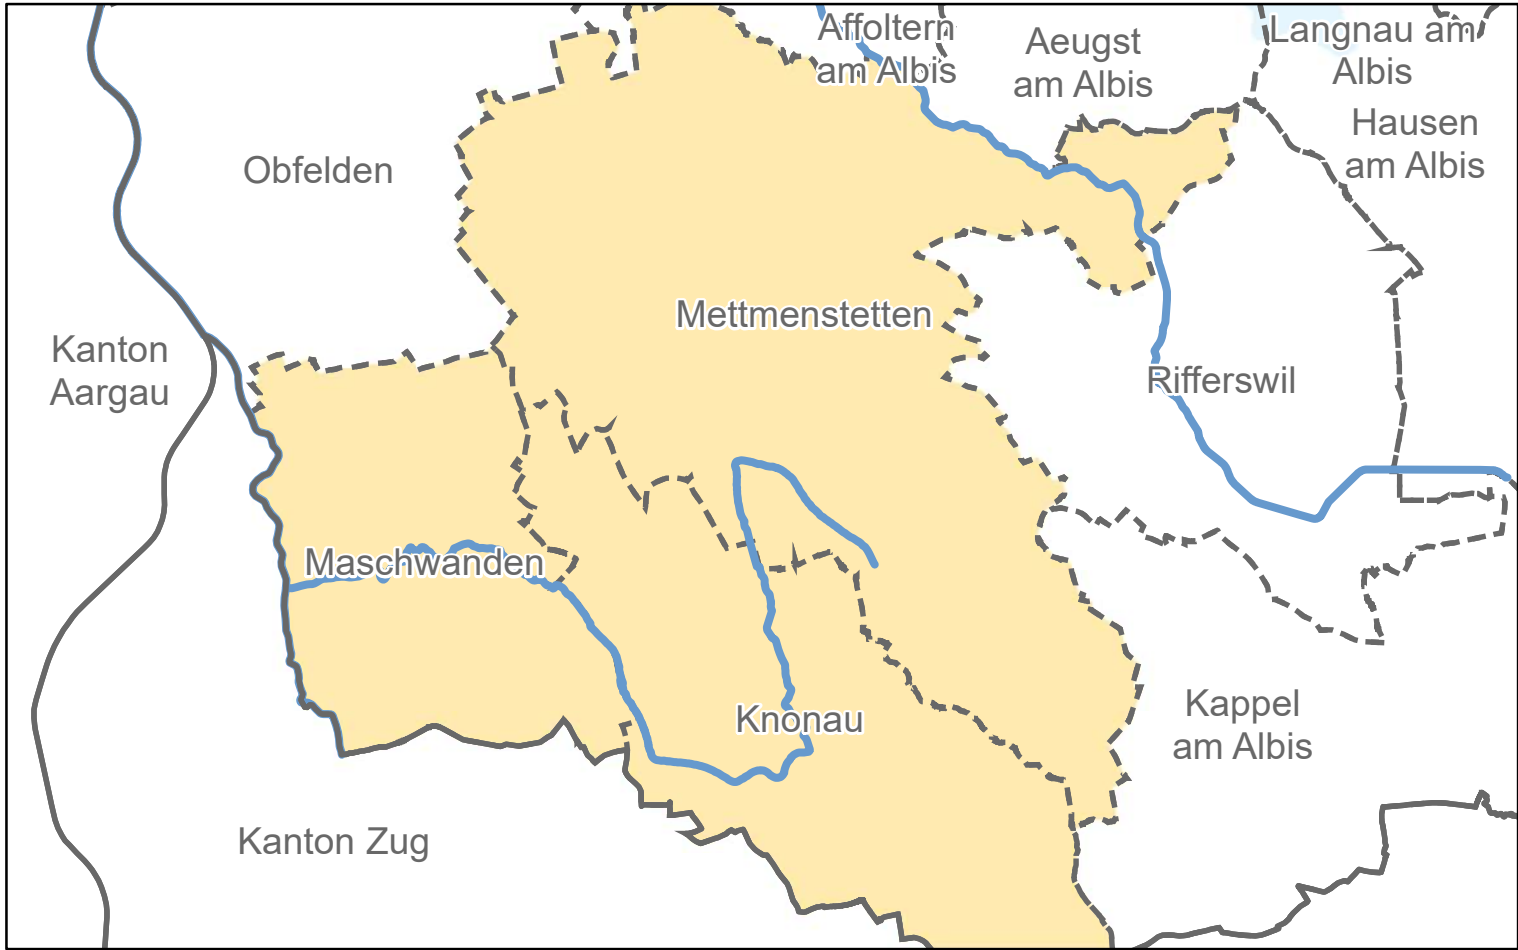 Affoltern
am Albis
Aeugst
am Albis
Langnau am
Albis
Hausen
am Albis
Obfelden
Mettmenstetten
Kanton
Aargau
Rifferswil
Maschwanden
Knonau
Kappel
am Albis
Kanton Zug